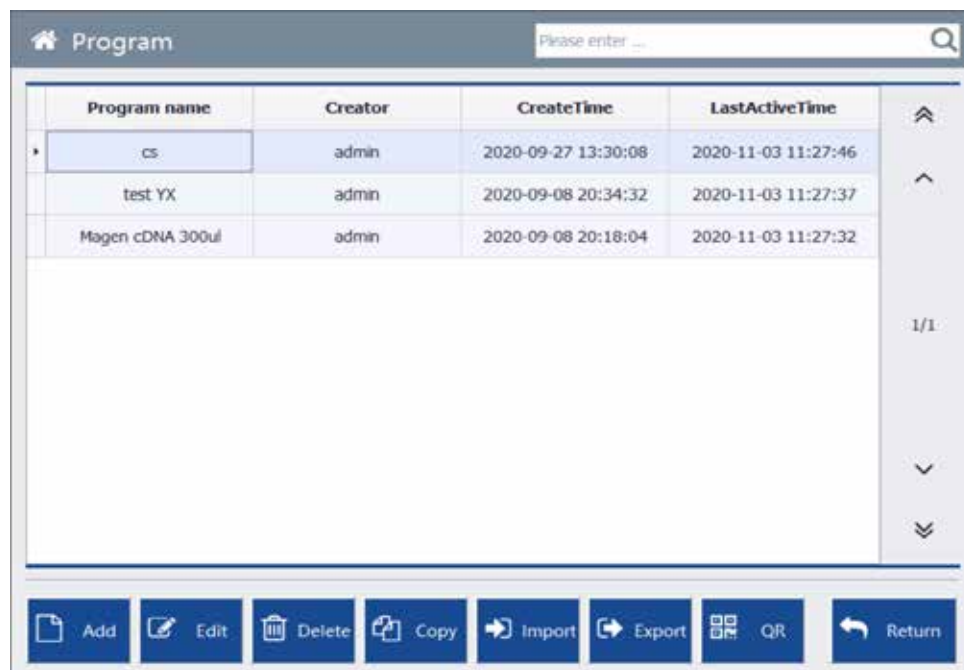 Program
Please enter ...
Program name Creator CreateTime LastActiveTime
cs admin 2020-09-27 13:30:08 2020-11-03 11:27:46
test YX admin 2020-09-08 20:34:32 2020-11-03 11:27:37
Magen cDNA 300ul admin 2020-09-08 20:18:04 2020-11-03 11:27:32
1/1
Add Edit Delete Copy Import Export QR Return